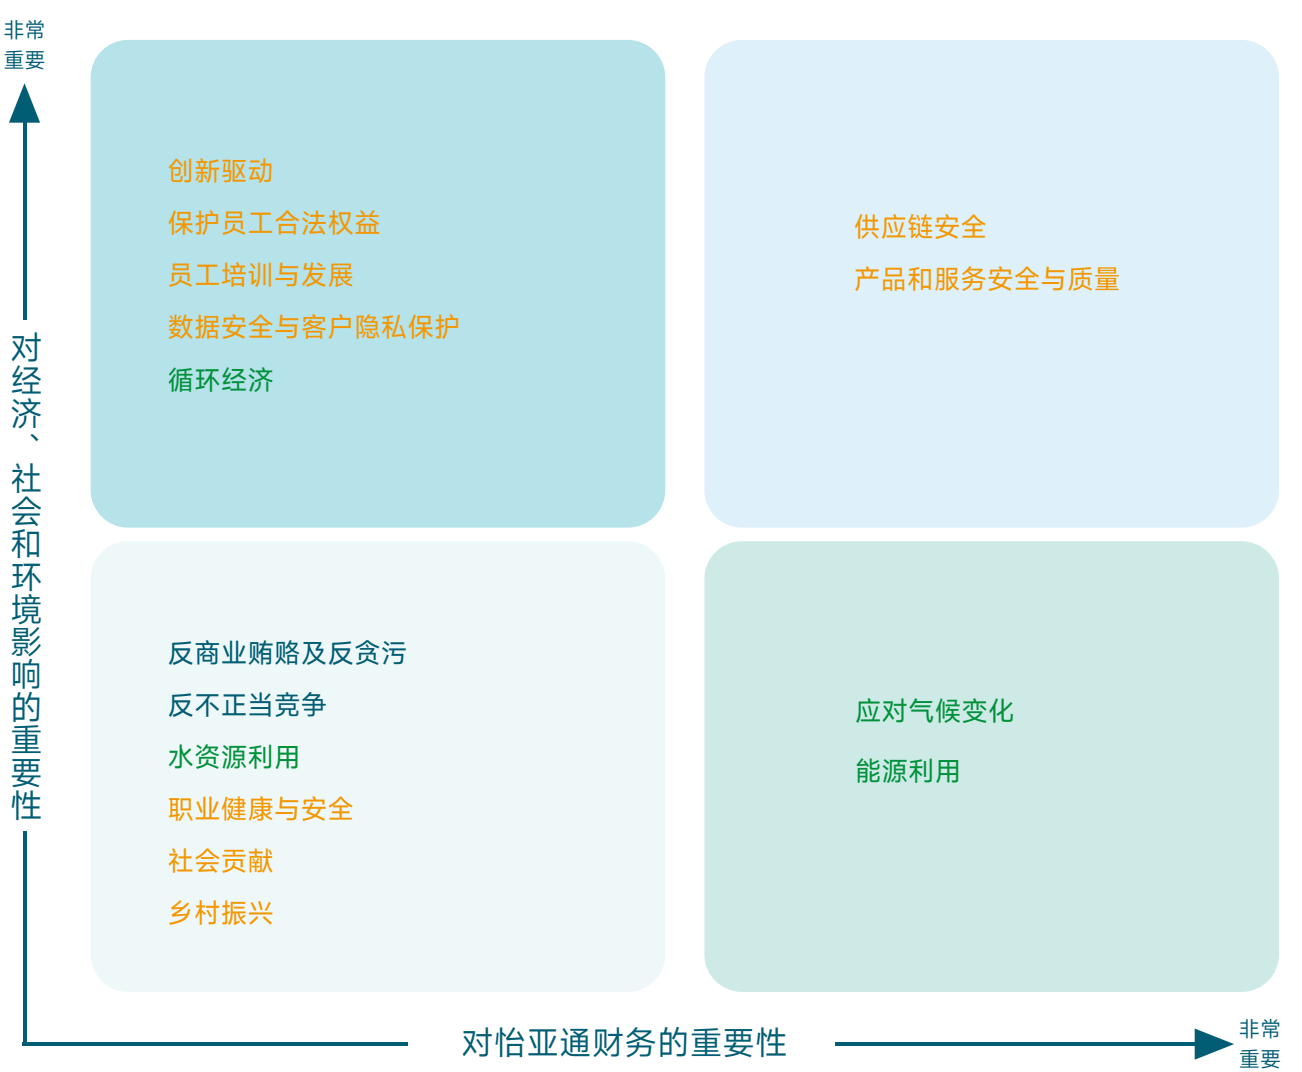 非常
重要
创新驱动
保护员工合法权益
员工培训与发展
数据安全与客户隐私保护
循环经济
供应链安全
产品和服务安全与质量
对经济、社会和环境影响的重要性
反商业贿赂及反贪污
反不正当竞争
水资源利用
职业健康与安全
社会贡献
乡村振兴
应对气候变化
能源利用
对怡亚通财务的重要性
非常
重要